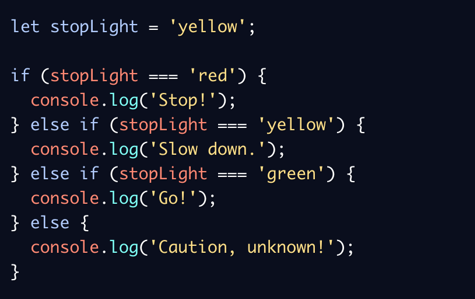 let stopLight = 'yellow';

if (stopLight === 'red') {
  console.log('Stop!');
} else if (stopLight === 'yellow') {
  console.log('Slow down.');
} else if (stopLight === 'green') {
  console.log('Go!');
} else {
  console.log('Caution, unknown!');
}